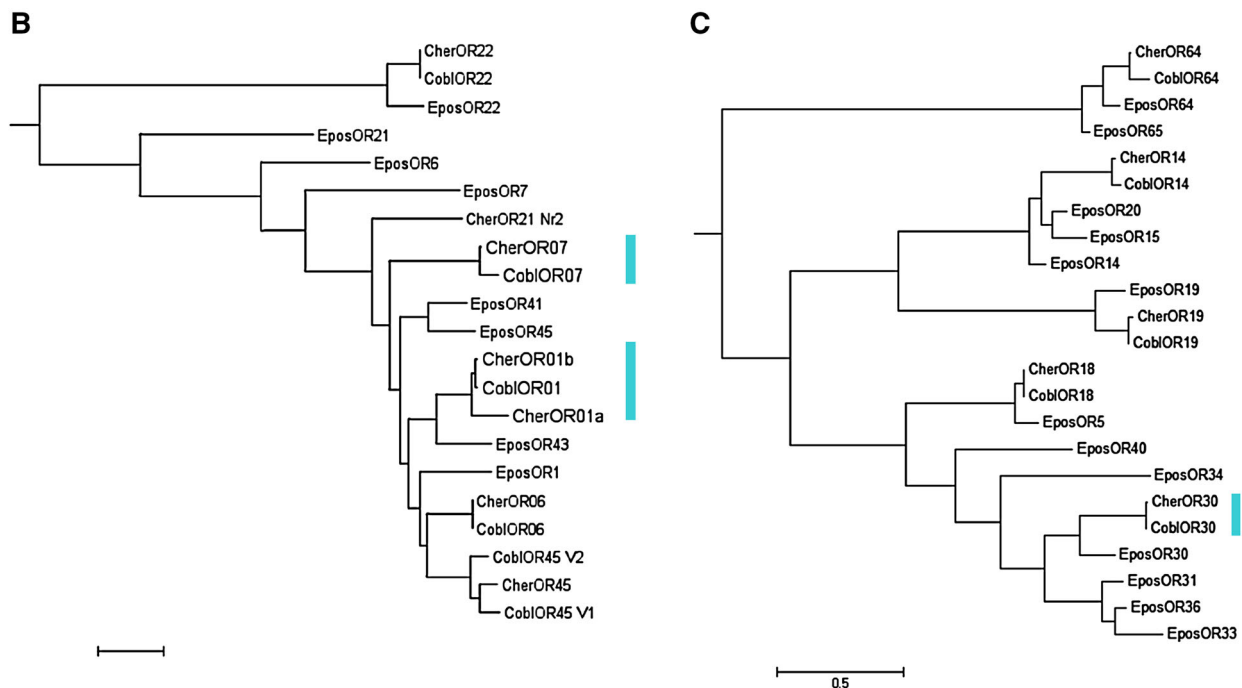 B
CherOR22
CoblOR22
EposOR22
EposOR21
EposOR6
EposOR7
CherOR21 Nr2
CherOR07
CoblOR07
EposOR41
EposOR45
CherOR01b
CoblOR01
CherOR01a
EposOR43
EposOR1
CherOR06
CoblOR06
CoblOR45 V2
CherOR45
CoblOR45 V1
C
CherOR64
CoblOR64
EposOR64
EposOR65
CherOR14
CoblOR14
EposOR20
EposOR15
EposOR14
EposOR19
CherOR19
CoblOR19
CherOR18
CoblOR18
EposOR5
EposOR40
EposOR34
CherOR30
CoblOR30
EposOR30
EposOR31
EposOR36
EposOR33
0.5